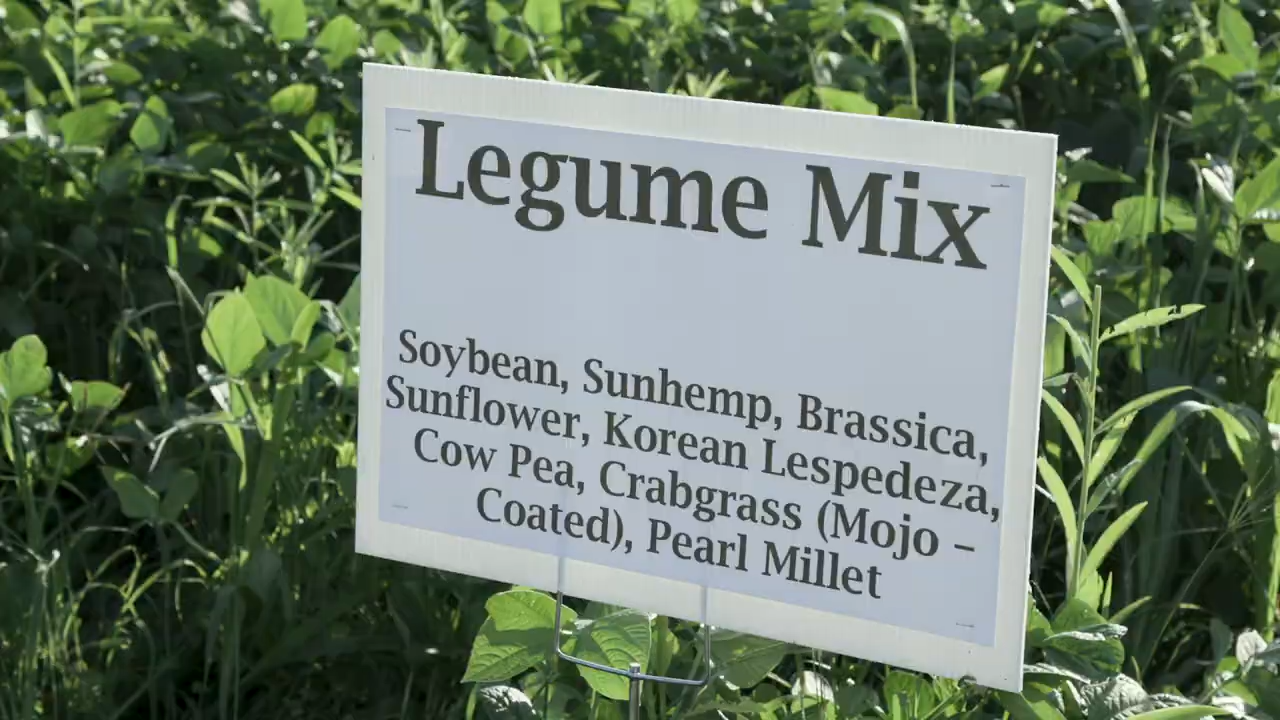 Legume Mix
Soybean, Sunhemp, Brassica,
Sunflower, Korean Lespedeza,
Cow Pea, Crabgrass (Mojo –
Coated), Pearl Millet